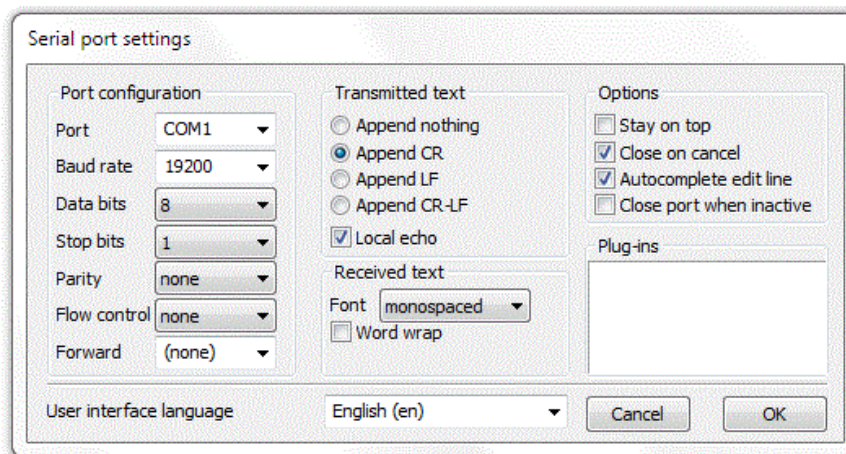 Serial port settings
Port configuration
Port COM1
Baud rate 19200
Data bits 8
Stop bits 1
Parity none
Flow control none
Forward (none)
Transmitted text
Append nothing
Append CR
Append LF
Append CR-LF
Local echo
Received text
Font monospaced
Word wrap
Options
Stay on top
Close on cancel
Autocomplete edit line
Close port when inactive
Plug-ins
User interface language English (en) Cancel OK